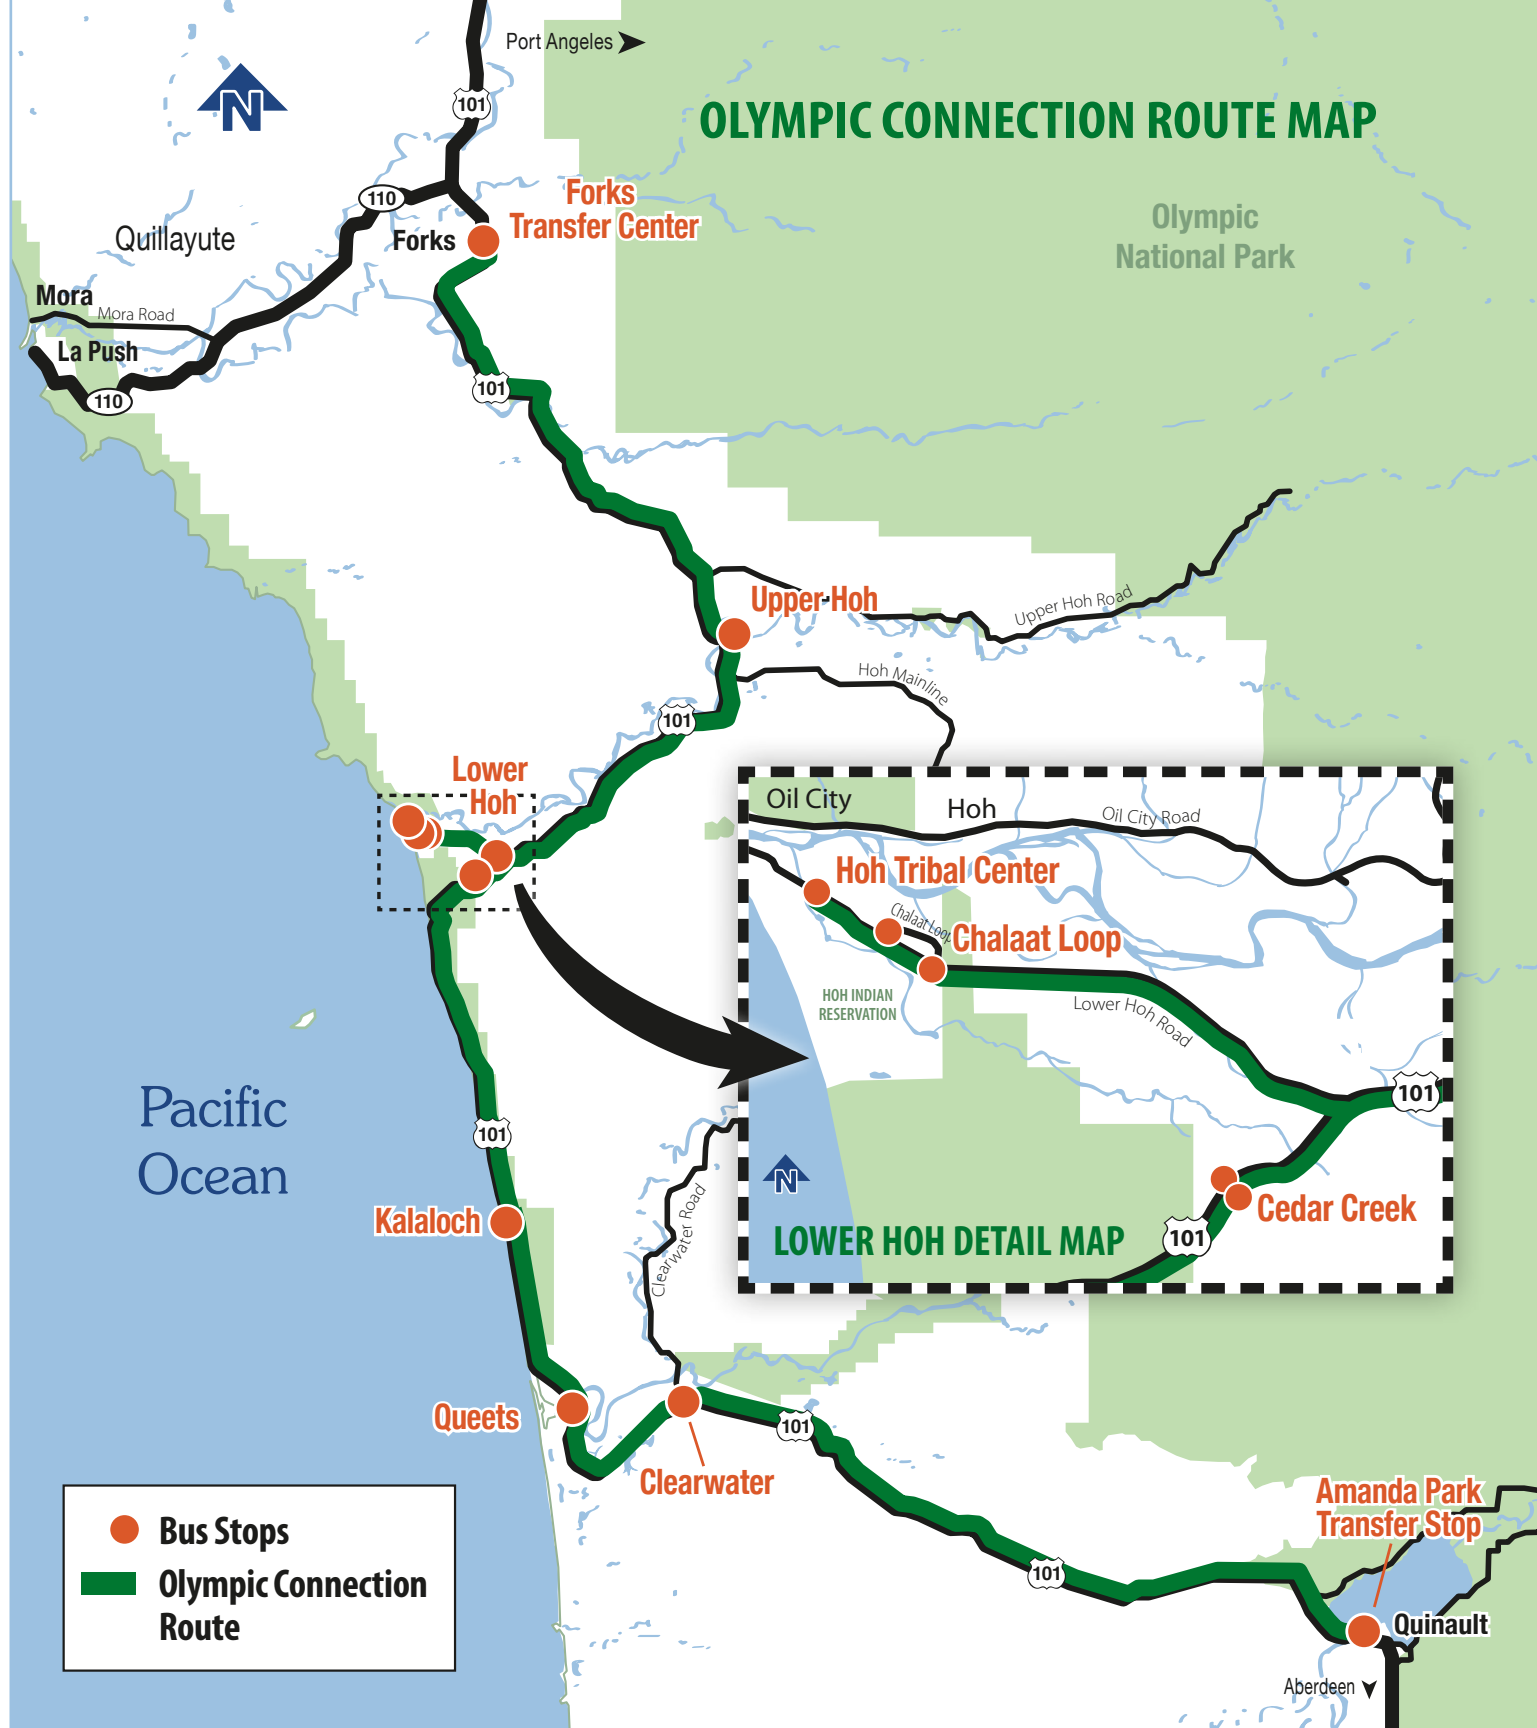 Port Angeles
N
101
OLYMPIC CONNECTION ROUTE MAP
110
Forks
Transfer Center
Olympic
National Park
Quillayute
Forks
Mora
Mora Road
La Push
101
110
Upper Hoh
Upper Hoh Road
Hoh Mainline
101
Lower
Hoh
Oil City
Hoh
Oil City Road
Hoh Tribal Center
Chalaat Loop
Chalaat Loop
HOH INDIAN
RESERVATION
Lower Hoh Road
101
N
Cedar Creek
101
LOWER HOH DETAIL MAP
Pacific
Ocean
101
Kalaloch
Clearwater Road
Queets
101
Clearwater
Amanda Park
Transfer Stop
101
Quinault
Aberdeen
Bus Stops
Olympic Connection
Route